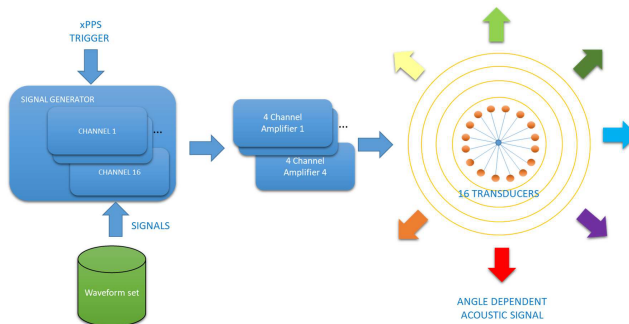 xPPS
TRIGGER
SIGNAL GENERATOR
CHANNEL 1
...
CHANNEL 16
4 Channel
Amplifier 1
...
4 Channel
Amplifier 4
16 TRANSDUCERS
SIGNALS
Waveform set
ANGLE DEPENDENT
ACOUSTIC SIGNAL